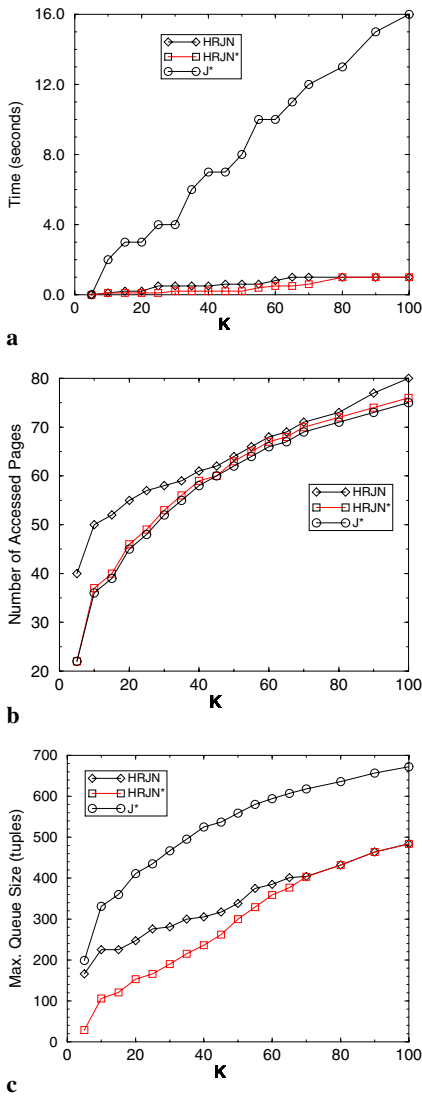 16.0
12.0
8.0
4.0
0.0
Time (seconds)
HRJN
HRJN*
J*
0
20
40
60
80
100
K
a
80
70
60
50
40
30
20
Number of Accessed Pages
HRJN
HRJN*
J*
0
20
40
60
80
100
K
b
700
600
500
400
300
200
100
0
Max. Queue Size (tuples)
HRJN
HRJN*
J*
0
20
40
60
80
100
K
c